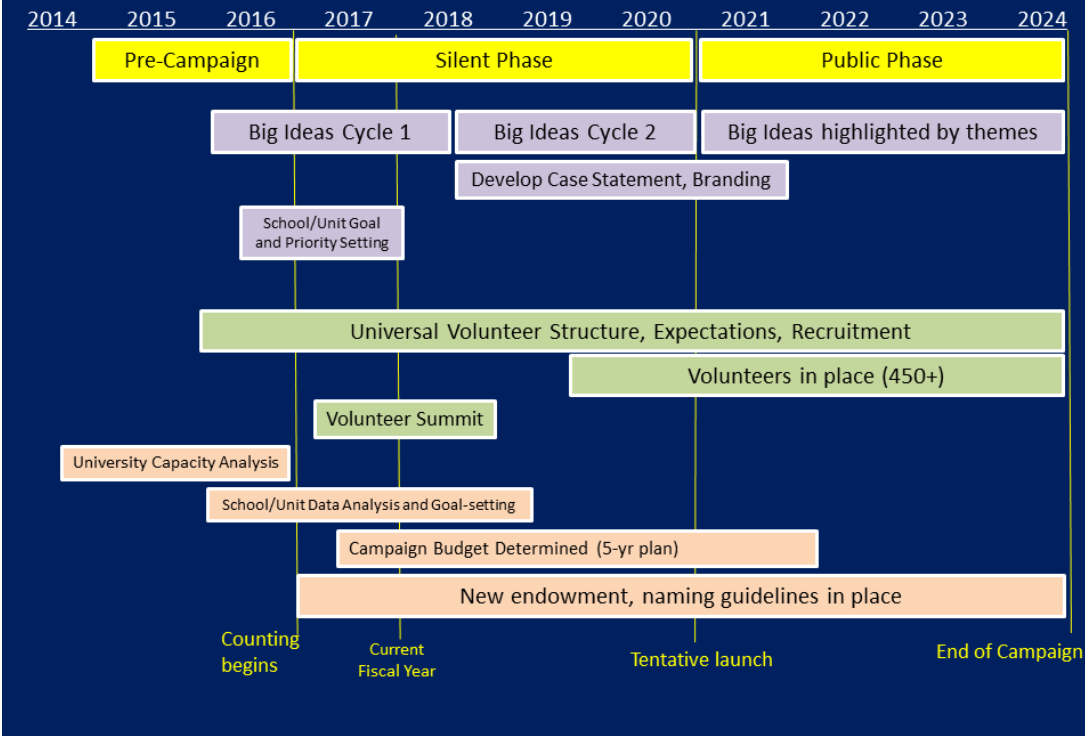 2014 2015 2016 2017 2018 2019 2020 2021 2022 2023 2024
Pre-Campaign Silent Phase Public Phase
Big Ideas Cycle 1 Big Ideas Cycle 2 Big Ideas highlighted by themes
Develop Case Statement, Branding
School/Unit Goal
and Priority Setting
Universal Volunteer Structure, Expectations, Recruitment
Volunteers in place (450+)
Volunteer Summit
University Capacity Analysis
School/Unit Data Analysis and Goal-setting
Campaign Budget Determined (5-yr plan)
New endowment, naming guidelines in place
Counting
begins
Current
Fiscal Year
Tentative launch
End of Campaign